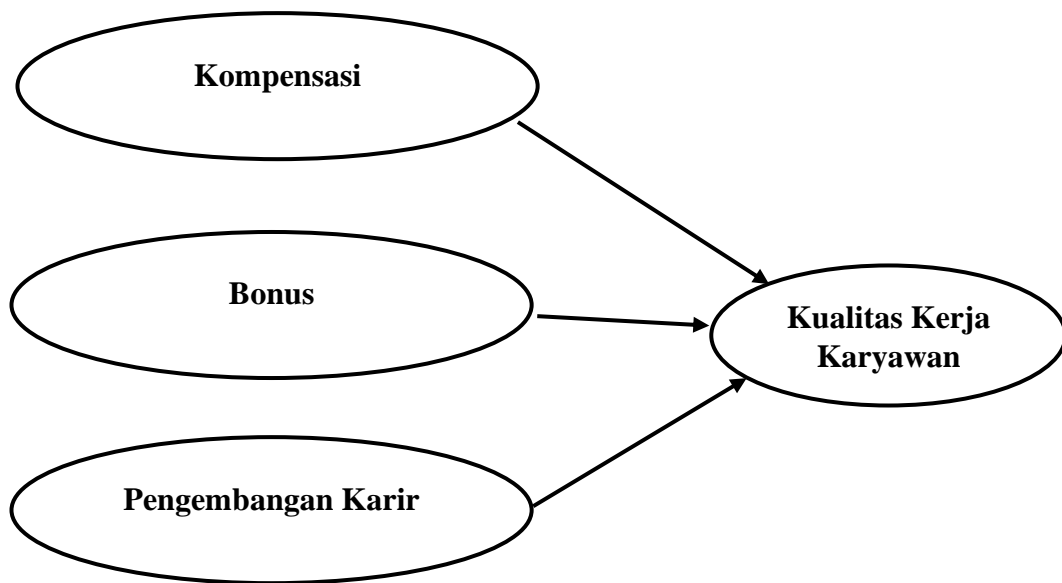 Kompensasi
Bonus
Kualitas Kerja
Karyawan
Pengembangan Karir